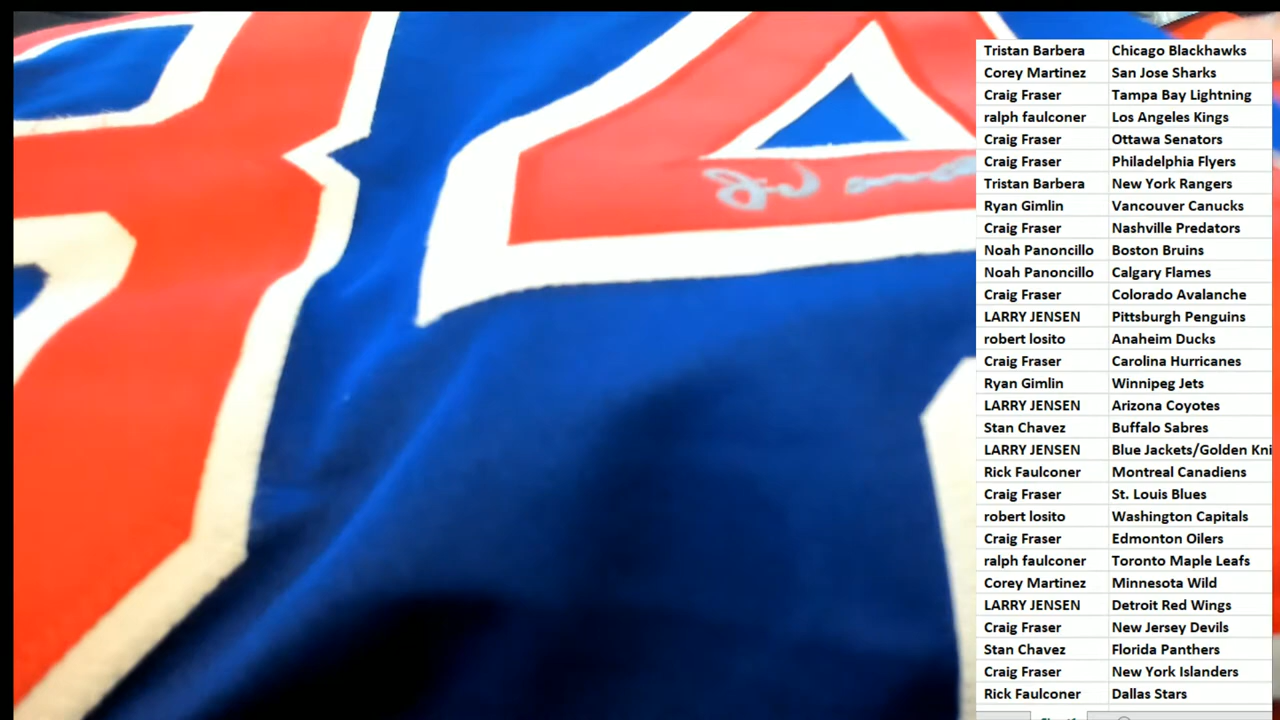 Tristan Barbera Chicago Blackhawks
Corey Martinez San Jose Sharks
Craig Fraser Tampa Bay Lightning
ralph faulconer Los Angeles Kings
Craig Fraser Ottawa Senators
Craig Fraser Philadelphia Flyers
Tristan Barbera New York Rangers
Ryan Gimlin Vancouver Canucks
Craig Fraser Nashville Predators
Noah Panoncillo Boston Bruins
Noah Panoncillo Calgary Flames
Craig Fraser Colorado Avalanche
LARRY JENSEN Pittsburgh Penguins
robert losito Anaheim Ducks
Craig Fraser Carolina Hurricanes
Ryan Gimlin Winnipeg Jets
LARRY JENSEN Arizona Coyotes
Stan Chavez Buffalo Sabres
LARRY JENSEN Blue Jackets/Golden Kni
Rick Faulconer Montreal Canadiens
Craig Fraser St. Louis Blues
robert losito Washington Capitals
Craig Fraser Edmonton Oilers
ralph faulconer Toronto Maple Leafs
Corey Martinez Minnesota Wild
LARRY JENSEN Detroit Red Wings
Craig Fraser New Jersey Devils
Stan Chavez Florida Panthers
Craig Fraser New York Islanders
Rick Faulconer Dallas Stars